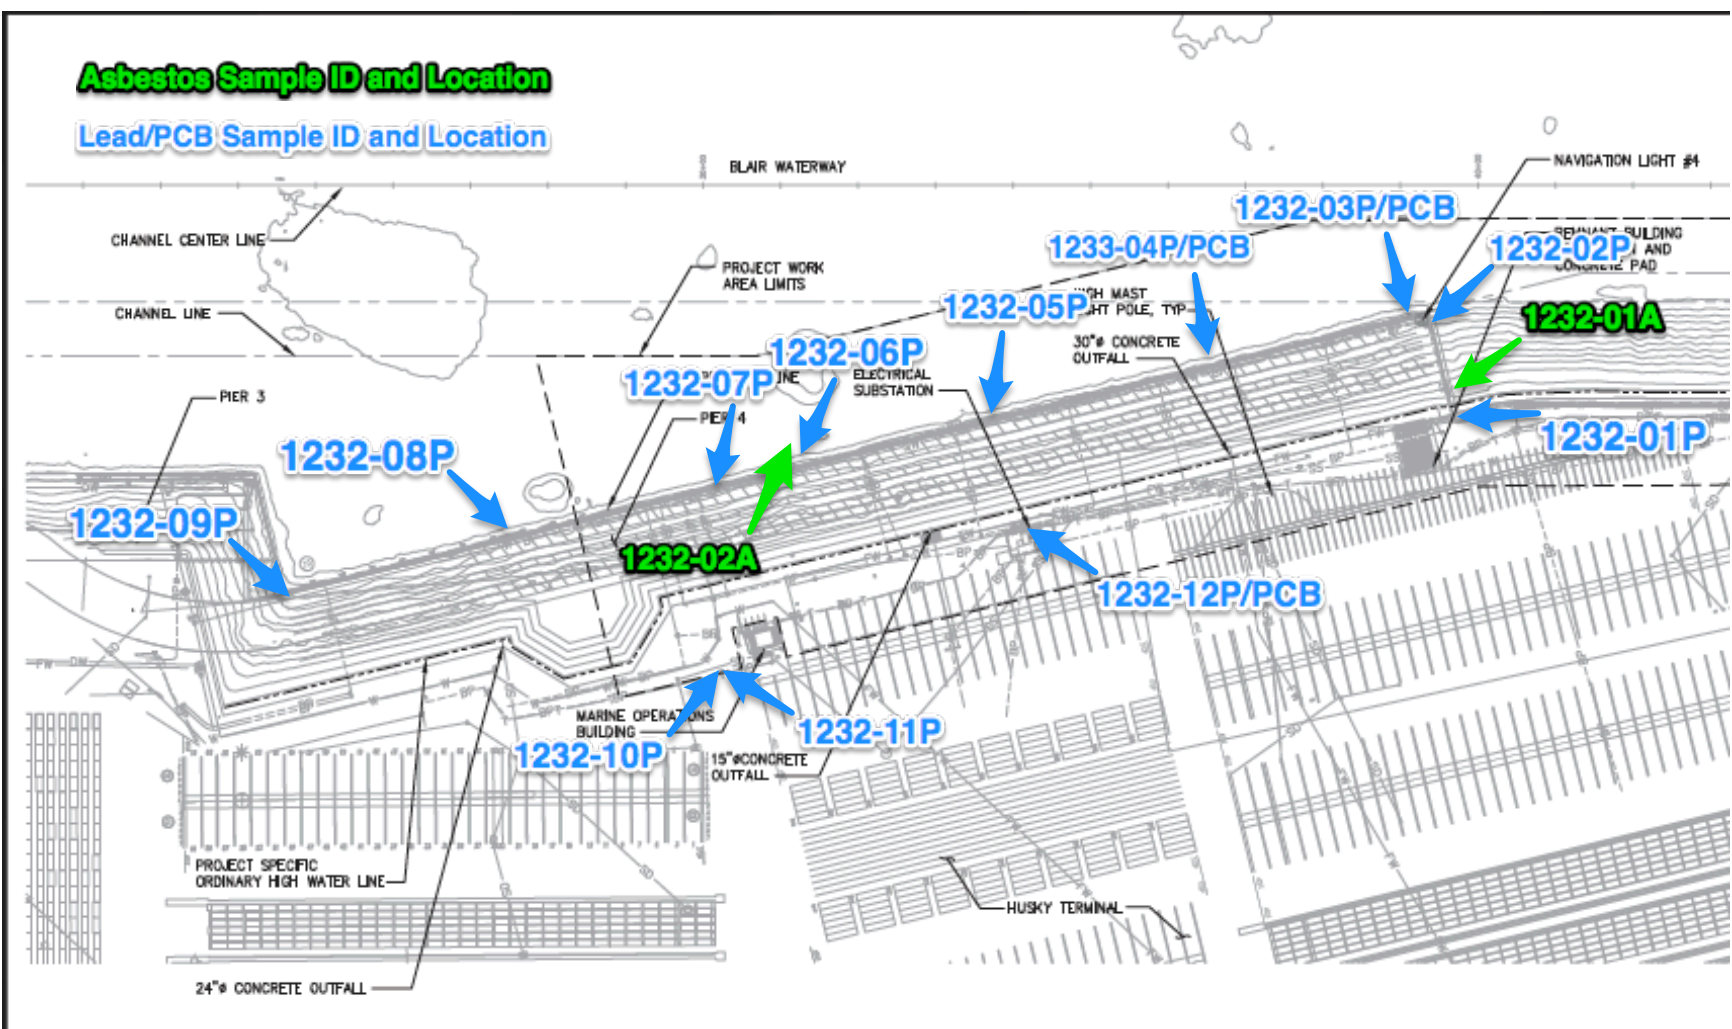 Asbestos Sample ID and Location
Lead/PCB Sample ID and Location
BLAIR WATERWAY
NAVIGATION LIGHT #4
1232-03P/PCB
CHANNEL CENTER LINE
1233-04P/PCB
REMNANT BUILDING
AND
CONCRETE PAD
1232-02P
PROJECT WORK
AREA LIMITS
CHANNEL LINE
1232-05P
HIGH MAST
LIGHT POLE, TYP
1232-01A
30"ø CONCRETE
OUTFALL
1232-06P
1232-07P
ELECTRICAL
SUBSTATION
PIER 3
PIER 4
1232-01P
1232-08P
1232-09P
1232-02A
1232-12P/PCB
MARINE OPERATIONS
BUILDING
1232-11P
1232-10P
15"øCONCRETE
OUTFALL
PROJECT SPECIFIC
ORDINARY HIGH WATER LINE
HUSKY TERMINAL
24"ø CONCRETE OUTFALL